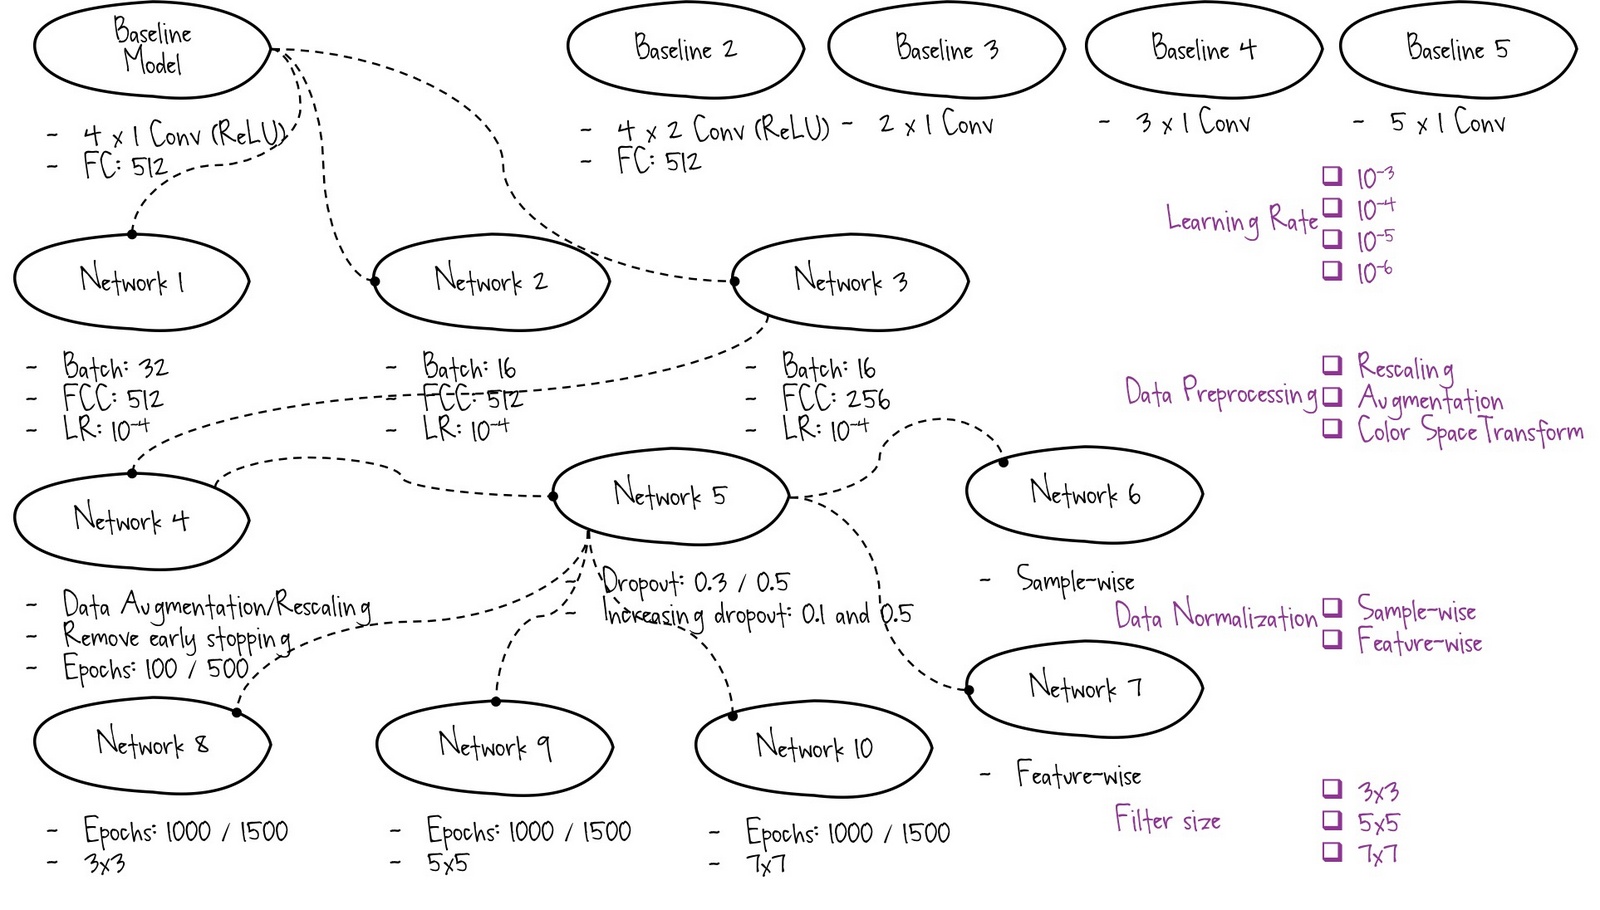 Baseline
Model
Baseline 2
Baseline 3
Baseline 4
Baseline 5
- 4 x 1 Conv (ReLU)
- FC: 512
- 4 x 2 Conv (ReLU)
- FC: 512
- 2 x 1 Conv
- 3 x 1 Conv
- 5 x 1 Conv
Learning Rate
❑ 10⁻³
❑ 10⁻⁴
❑ 10⁻⁵
❑ 10⁻⁶
Network 1
Network 2
Network 3
- Batch: 32
- FCC: 512
- LR: 10⁻⁴
- Batch: 16
- FCC: 512
- LR: 10⁻⁴
- Batch: 16
- FCC: 256
- LR: 10⁻⁴
Data Preprocessing
❑ Rescaling
❑ Augmentation
❑ Color Space Transform
Network 4
Network 5
Network 6
- Data Augmentation/Rescaling
- Remove early stopping
- Epochs: 100 / 500
- Dropout: 0.3 / 0.5
- Increasing dropout: 0.1 and 0.5
- Sample-wise
Data Normalization
❑ Sample-wise
❑ Feature-wise
Network 7
- Feature-wise
Network 8
Network 9
Network 10
- Epochs: 1000 / 1500
- 3x3
- Epochs: 1000 / 1500
- 5x5
- Epochs: 1000 / 1500
- 7x7
Filter size
❑ 3x3
❑ 5x5
❑ 7x7